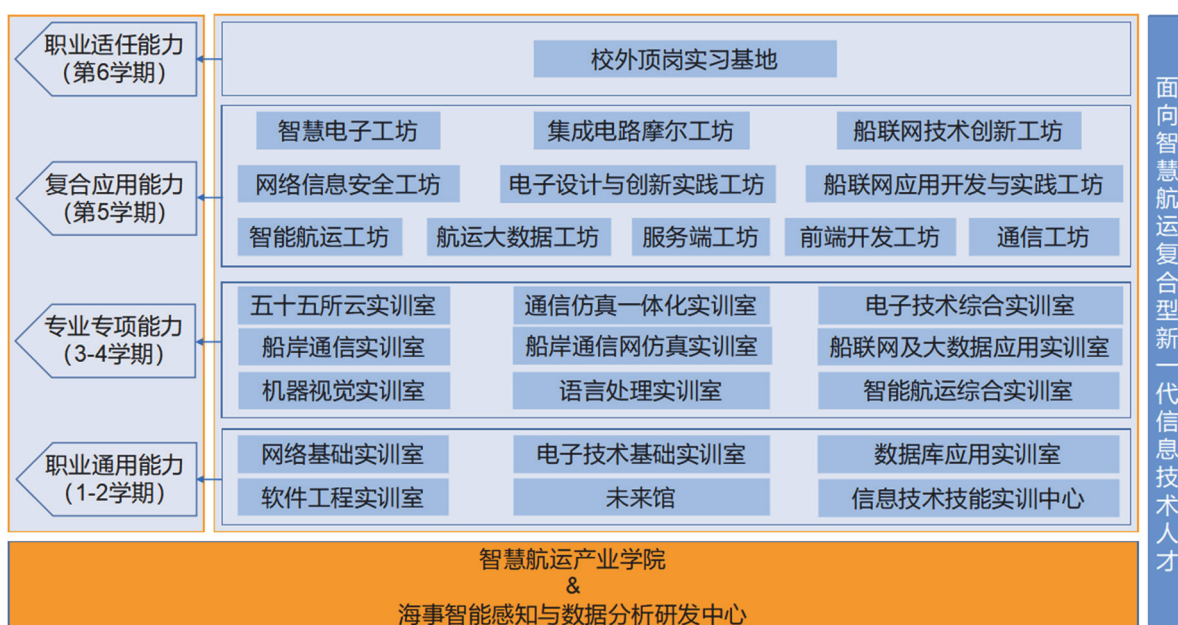 职业适任能力
(第6学期)
校外顶岗实习基地
复合应用能力
(第5学期)
智慧电子工坊
集成电路摩尔工坊
船联网技术创新工坊
网络信息安全工坊
电子设计与创新实践工坊
船联网应用开发与实践工坊
智能航运工坊
航运大数据工坊
服务端工坊
前端开发工坊
通信工坊
专业专项能力
(3-4学期)
五十五所云实训室
通信仿真一体化实训室
电子技术综合实训室
船岸通信实训室
船岸通信网仿真实训室
船联网及大数据应用实训室
机器视觉实训室
语言处理实训室
智能航运综合实训室
职业通用能力
(1-2学期)
网络基础实训室
电子技术基础实训室
数据库应用实训室
软件工程实训室
未来馆
信息技术技能实训中心
智慧航运产业学院
&
海事智能感知与数据分析研发中心
面向智慧航运复合型新一代信息技术人才